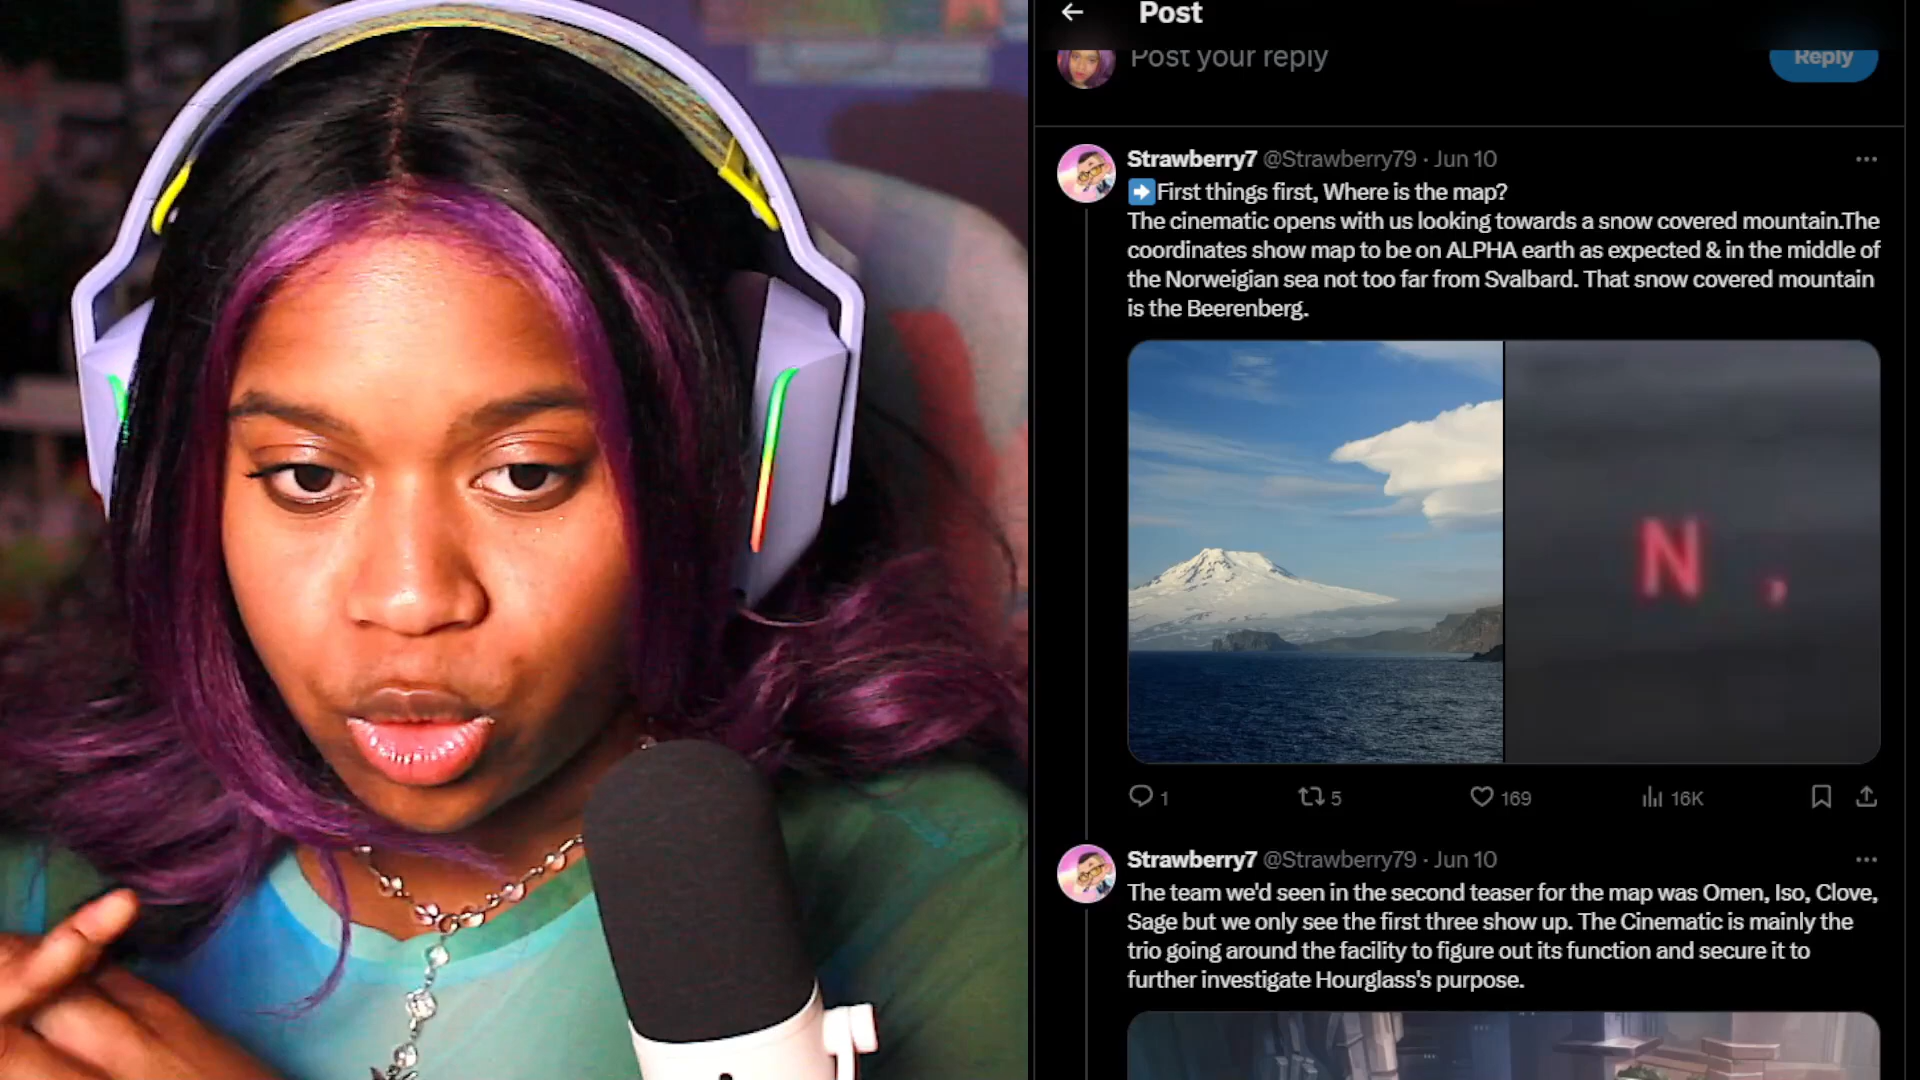 Post
Post your reply
Reply
Strawberry7 @Strawberry79 · Jun 10
➡️First things first, Where is the map?
The cinematic opens with us looking towards a snow covered mountain.The
coordinates show map to be on ALPHA earth as expected & in the middle of
the Norweigian sea not too far from Svalbard. That snow covered mountain
is the Beerenberg.
N ,
1
5
169
16K
Strawberry7 @Strawberry79 · Jun 10
The team we'd seen in the second teaser for the map was Omen, Iso, Clove,
Sage but we only see the first three show up. The Cinematic is mainly the
trio going around the facility to figure out its function and secure it to
further investigate Hourglass's purpose.